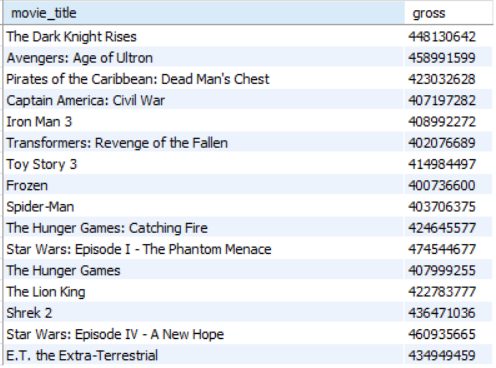 movie_title gross
The Dark Knight Rises 448130642
Avengers: Age of Ultron 458991599
Pirates of the Caribbean: Dead Man's Chest 423032628
Captain America: Civil War 407197282
Iron Man 3 408992272
Transformers: Revenge of the Fallen 402076689
Toy Story 3 414984497
Frozen 400736600
Spider-Man 403706375
The Hunger Games: Catching Fire 424645577
Star Wars: Episode I - The Phantom Menace 474544677
The Hunger Games 407999255
The Lion King 422783777
Shrek 2 436471036
Star Wars: Episode IV - A New Hope 460935665
E.T. the Extra-Terrestrial 434949459